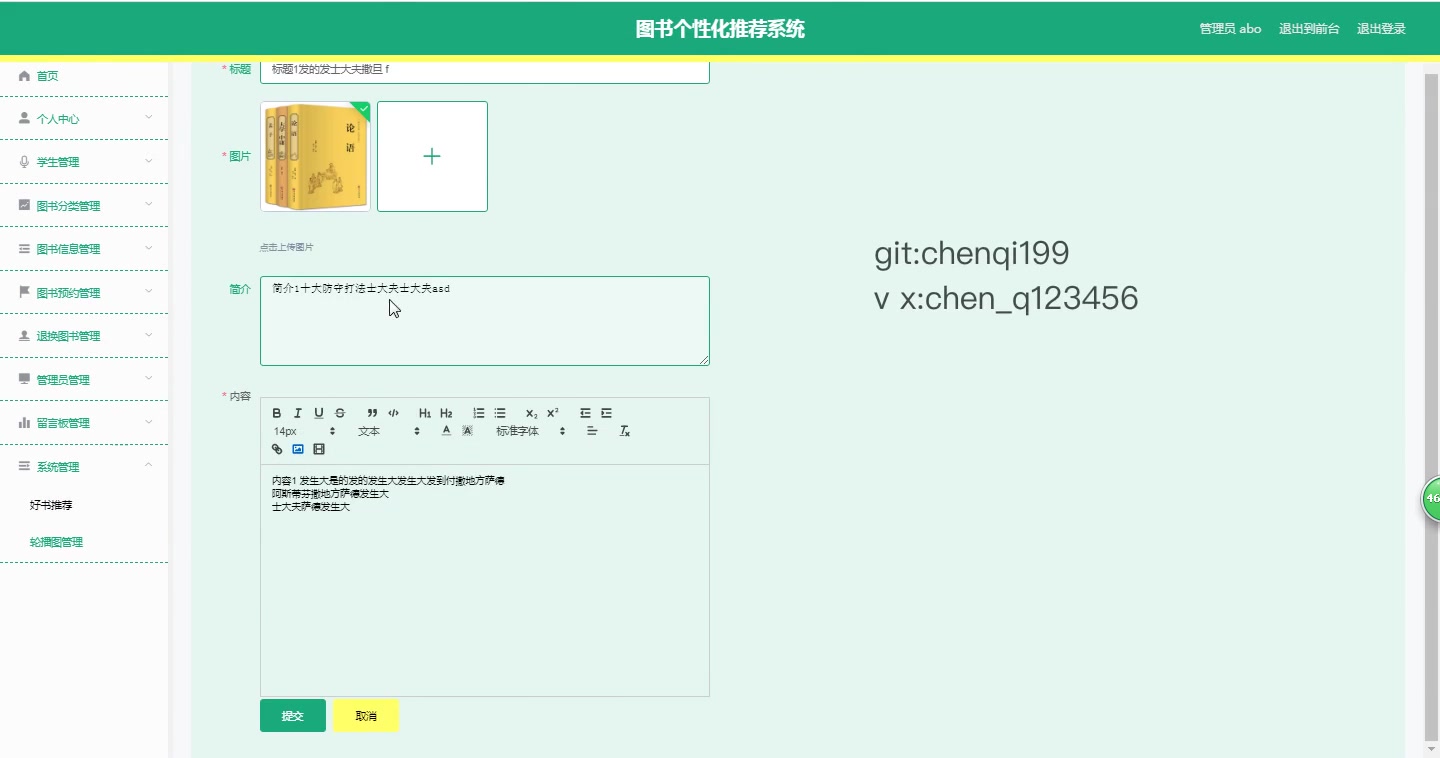 图书个性化推荐系统
管理员 abo 退出到前台 退出登录
首页
个人中心
学生管理
图书分类管理
图书信息管理
图书预约管理
退换图书管理
管理员管理
留言板管理
系统管理
好书推荐
轮播图管理
* 标题
标题1发的发士大夫撒旦 f
* 图片
论语
点击上传图片
简介
简介1十大防守打法士大夫士大夫asd
git:chenqi199
v x:chen_q123456
* 内容
14px 文本 标准字体
内容1 发生大是的发的发生大发生大发到付撒地方萨德
阿斯蒂芬撒地方萨德发生大
士大夫萨德发生大
提交 取消
46